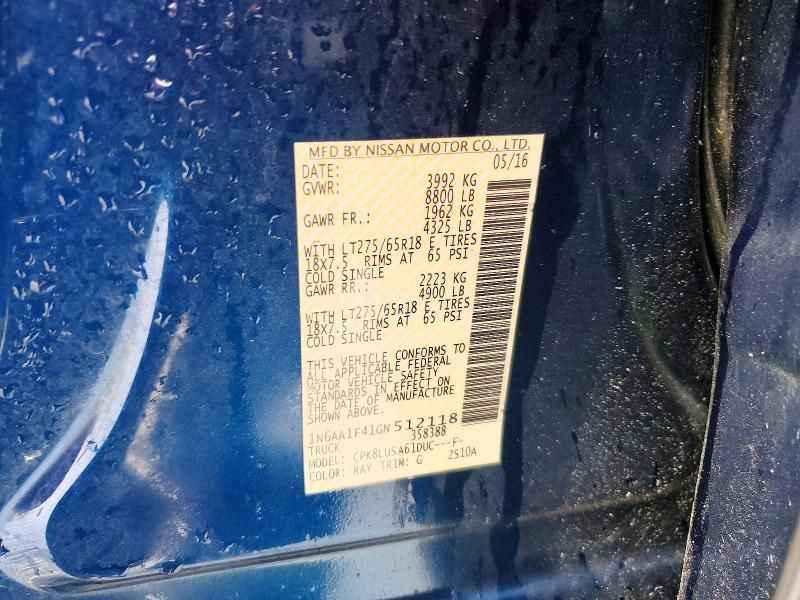 MFD BY NISSAN MOTOR CO., LTD.
DATE: 05/16
GVWR: 3992 KG
8800 LB
GAWR FR.: 1962 KG
4325 LB
WITH LT275/65R18 E TIRES
18X7.5 RIMS AT 65 PSI
COLD SINGLE
GAWR RR.: 2223 KG
4900 LB
WITH LT275/65R18 E TIRES
18X7.5 RIMS AT 65 PSI
COLD SINGLE
THIS VEHICLE CONFORMS TO
ALL APPLICABLE FEDERAL
MOTOR VEHICLE SAFETY
STANDARDS IN EFFECT ON
THE DATE OF MANUFACTURE
SHOWN ABOVE.
1N6AA1F41GN512118
TRUCK 358388
MODEL: CPK8LUSA61DUC---F-
COLOR: RAY TRIM: G ZS10A